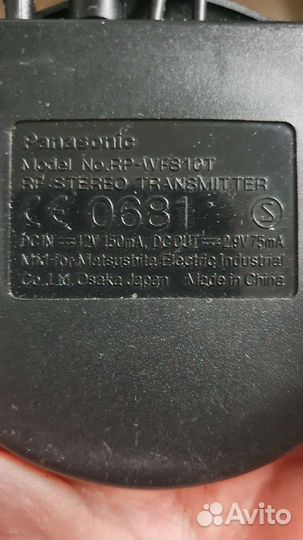 Panasonic
Model No.RP-WF810T
RF STEREO TRANSMITTER
CE 0681 S
DC IN 12V 150mA, DC OUT 2.9V 75mA
Mfd for Matsushita Electric Industrial
Co.,Ltd. Osaka Japan Made in China
Avito